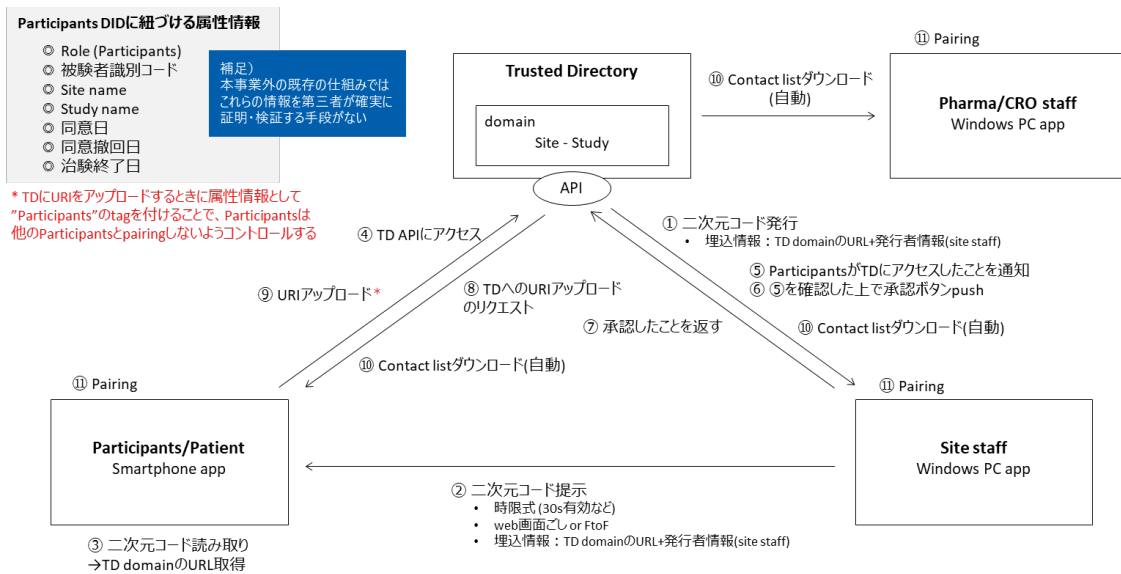 Participants DIDに紐づける属性情報
◎ Role (Participants)
◎ 被験者識別コード
◎ Site name
◎ Study name
◎ 同意日
◎ 同意撤回日
◎ 治験終了日
補足）
本事業外の既存の仕組みでは
これらの情報を第三者が確実に
証明・検証する手段がない
* TDにURIをアップロードするときに属性情報として
”Participants”のtagを付けることで、Participantsは
他のParticipantsとpairingしないようコントロールする
Trusted Directory
domain
Site - Study
API
⑩ Contact listダウンロード
(自動)
⑪ Pairing
Pharma/CRO staff
Windows PC app
④ TD APIにアクセス
⑨ URIアップロード*
⑧ TDへのURIアップロード
のリクエスト
⑩ Contact listダウンロード(自動)
① 二次元コード発行
• 埋込情報：TD domainのURL+発行者情報(site staff)
⑤ ParticipantsがTDにアクセスしたことを通知
⑥ ⑤を確認した上で承認ボタンpush
⑦ 承認したことを返す
⑩ Contact listダウンロード(自動)
⑪ Pairing
Participants/Patient
Smartphone app
⑪ Pairing
Site staff
Windows PC app
② 二次元コード提示
• 時限式 (30s有効など)
• web画面ごし or FtoF
• 埋込情報：TD domainのURL+発行者情報(site staff)
③ 二次元コード読み取り
→TD domainのURL取得